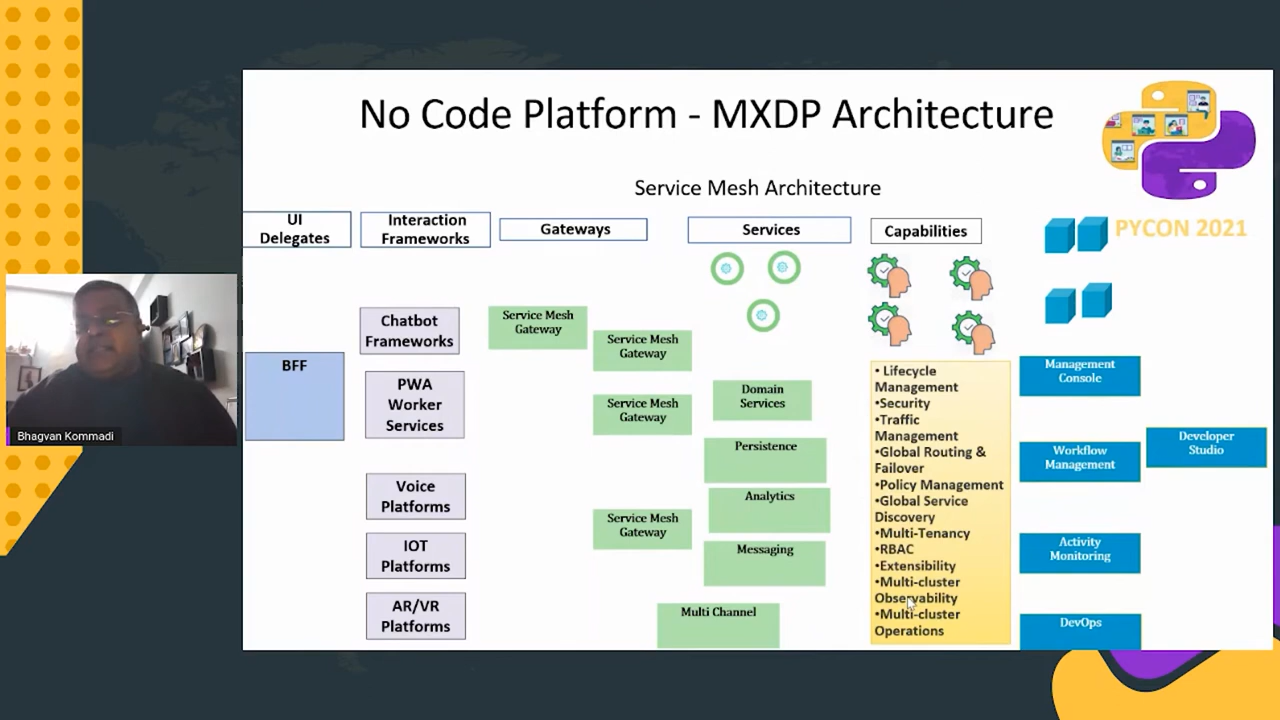 No Code Platform - MXDP Architecture
Service Mesh Architecture
UI
Delegates
Interaction
Frameworks
Gateways
Services
Capabilities
PYCON 2021
BFF
Chatbot
Frameworks
PWA
Worker
Services
Voice
Platforms
IOT
Platforms
AR/VR
Platforms
Service Mesh
Gateway
Service Mesh
Gateway
Service Mesh
Gateway
Service Mesh
Gateway
Domain
Services
Persistence
Analytics
Messaging
Multi Channel
• Lifecycle
Management
•Security
•Traffic
Management
•Global Routing &
Failover
•Policy Management
•Global Service
Discovery
•Multi-Tenancy
•RBAC
•Extensibility
•Multi-cluster
Observability
•Multi-cluster
Operations
Management
Console
Workflow
Management
Activity
Monitoring
DevOps
Developer
Studio
Bhagvan Kommadi